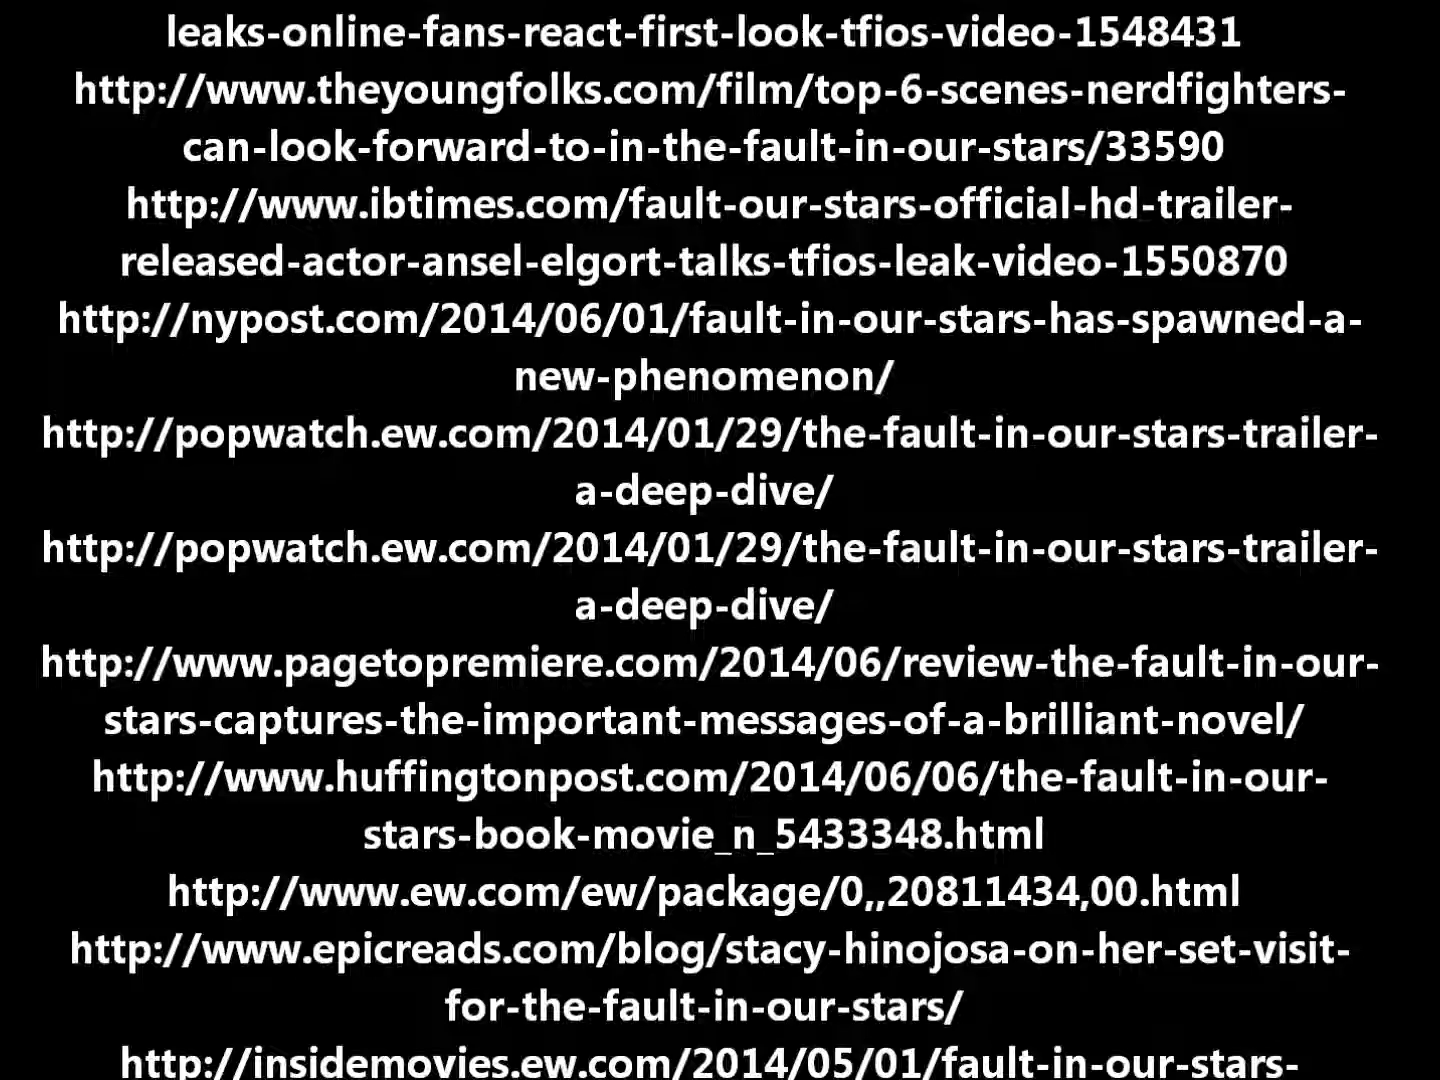 leaks-online-fans-react-first-look-tfios-video-1548431
http://www.theyoungfolks.com/film/top-6-scenes-nerdfighters-
can-look-forward-to-in-the-fault-in-our-stars/33590
http://www.ibtimes.com/fault-our-stars-official-hd-trailer-
released-actor-ansel-elgort-talks-tfios-leak-video-1550870
http://nypost.com/2014/06/01/fault-in-our-stars-has-spawned-a-
new-phenomenon/
http://popwatch.ew.com/2014/01/29/the-fault-in-our-stars-trailer-
a-deep-dive/
http://popwatch.ew.com/2014/01/29/the-fault-in-our-stars-trailer-
a-deep-dive/
http://www.pagetopremiere.com/2014/06/review-the-fault-in-our-
stars-captures-the-important-messages-of-a-brilliant-novel/
http://www.huffingtonpost.com/2014/06/06/the-fault-in-our-
stars-book-movie_n_5433348.html
http://www.ew.com/ew/package/0,,20811434,00.html
http://www.epicreads.com/blog/stacy-hinojosa-on-her-set-visit-
for-the-fault-in-our-stars/
http://insidemovies.ew.com/2014/05/01/fault-in-our-stars-